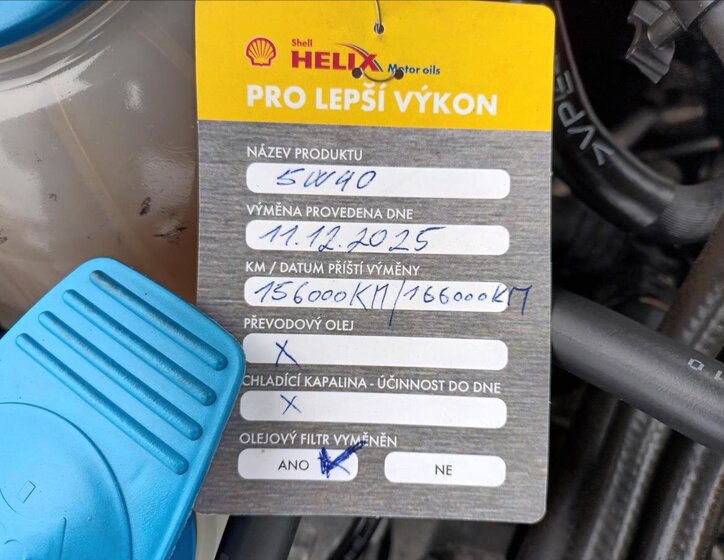 Shell
HELIX Motor oils
PRO LEPŠÍ VÝKON
NÁZEV PRODUKTU
5W40
VÝMĚNA PROVEDENA DNE
11.12.2025
KM / DATUM PŘÍŠTÍ VÝMĚNY
156000KM/166000KM
PŘEVODOVÝ OLEJ
X
CHLADÍCÍ KAPALINA - ÚČINNOST DO DNE
X
OLEJOVÝ FILTR VYMĚNĚN
ANO NE
>VPE